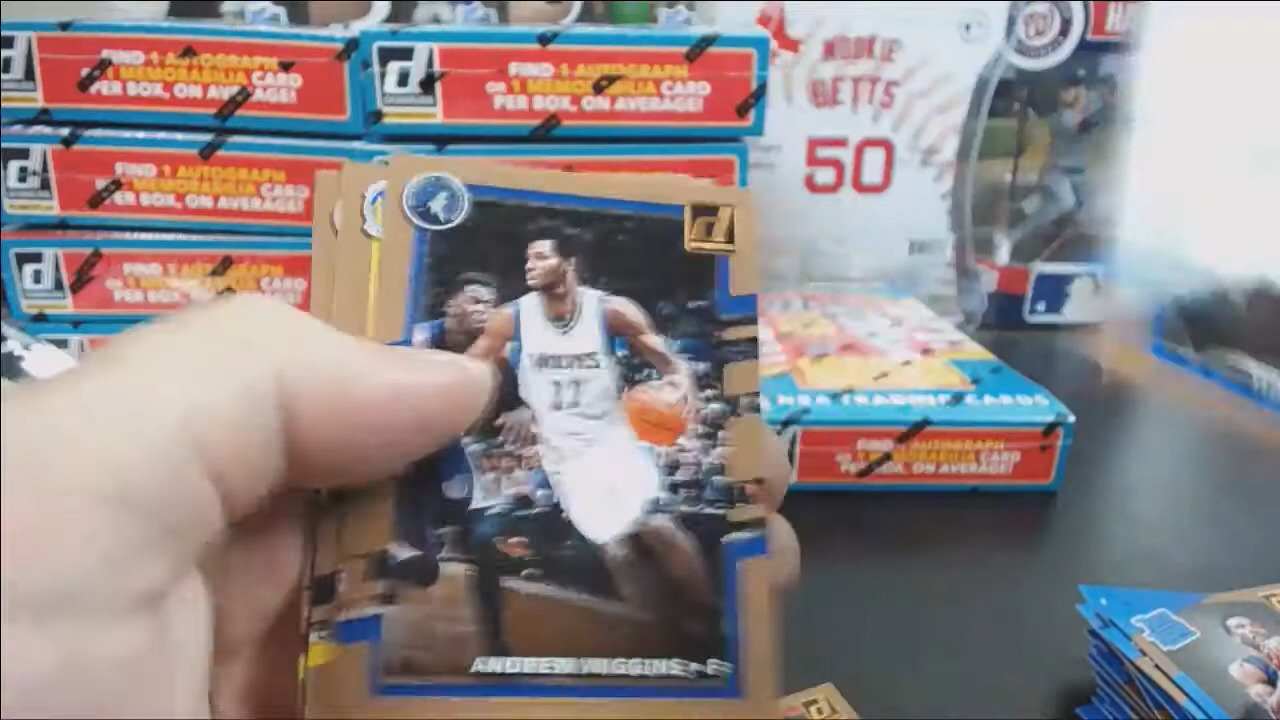 FIND 1 AUTOGRAPH
OR 1 MEMORABILIA CARD
PER BOX, ON AVERAGE!
FIND 1 AUTOGRAPH
OR 1 MEMORABILIA CARD
PER BOX, ON AVERAGE!
FIND 1 AUTOGRAPH
OR 1 MEMORABILIA CARD
PER BOX, ON AVERAGE!
FIND 1 AUTOGRAPH
OR 1 MEMORABILIA CARD
PER BOX, ON AVERAGE!
MOOKIE
BETTS
50
WOLVES
ANDREW WIGGINS - F
NBA TRADING CARDS
FIND 1 AUTOGRAPH
OR 1 MEMORABILIA CARD
PER BOX, ON AVERAGE!